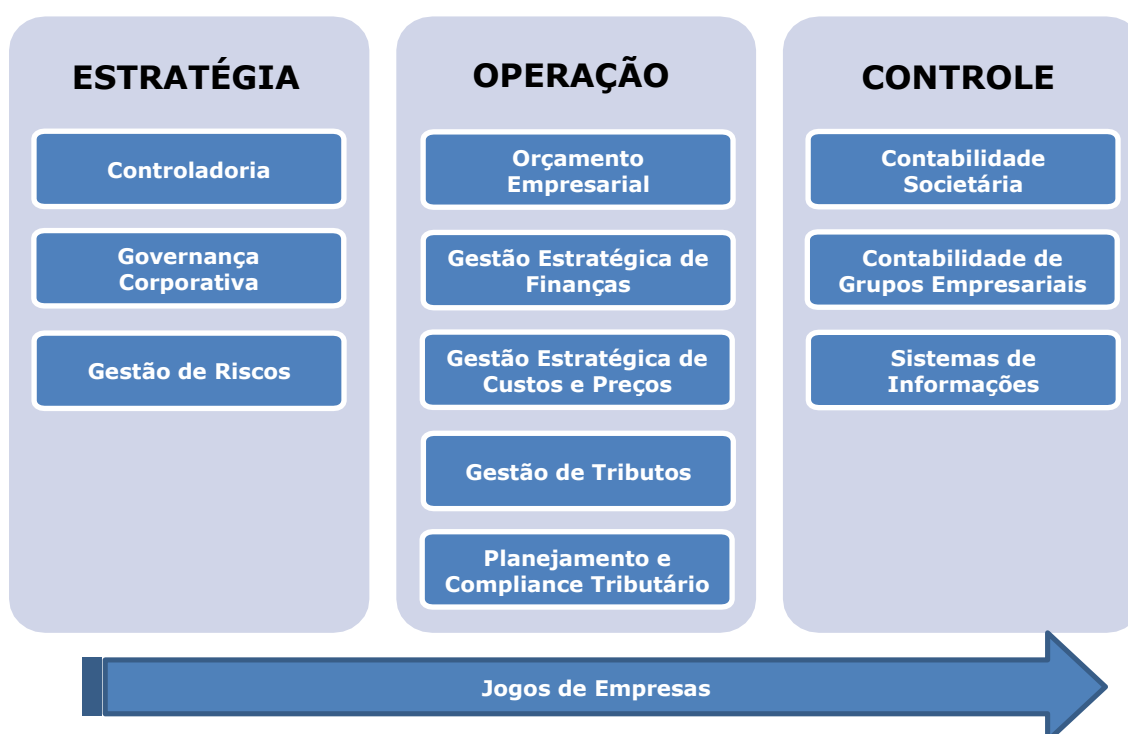 ESTRATÉGIA
Controladoria
Governança
Corporativa
Gestão de Riscos
OPERAÇÃO
Orçamento
Empresarial
Gestão Estratégica de
Finanças
Gestão Estratégica de
Custos e Preços
Gestão de Tributos
Planejamento e
Compliance Tributário
CONTROLE
Contabilidade
Societária
Contabilidade de
Grupos Empresariais
Sistemas de
Informações
Jogos de Empresas